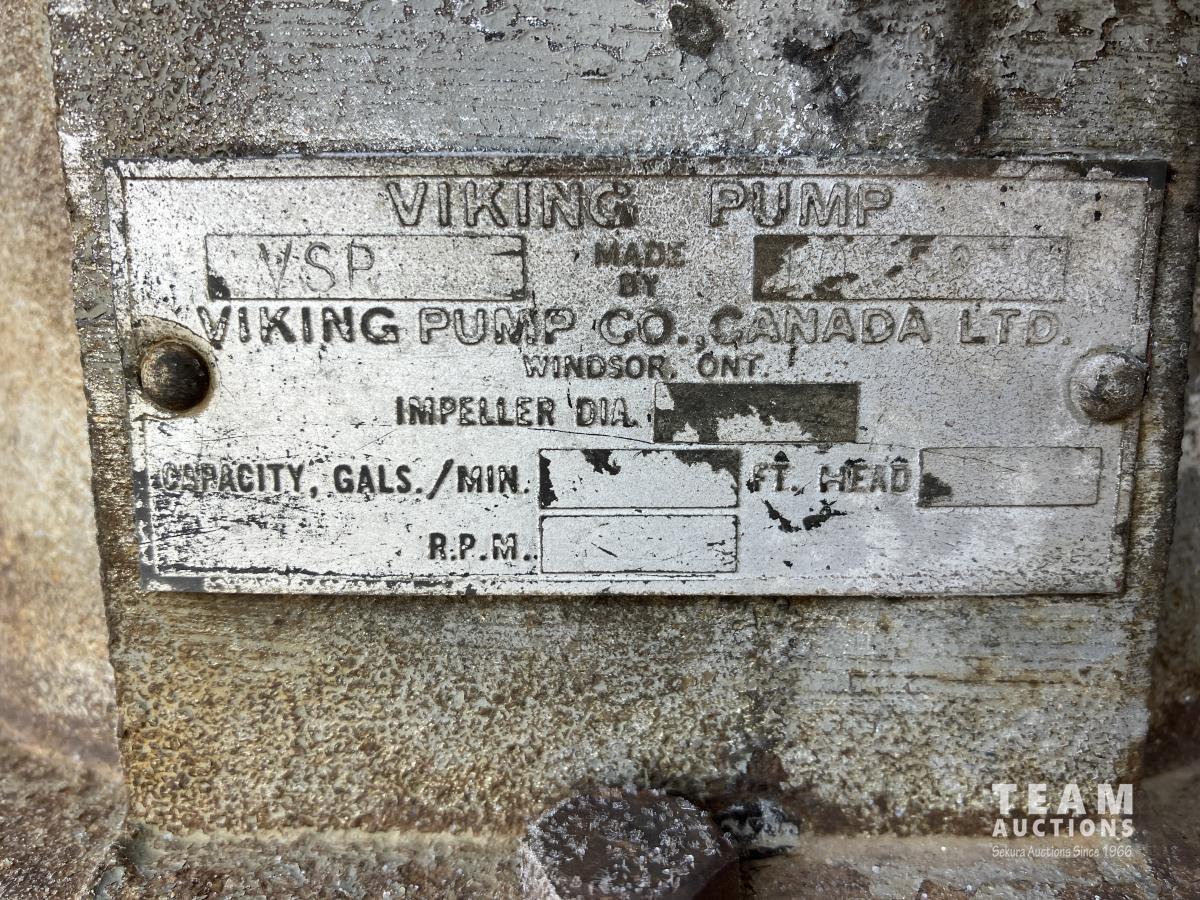 VIKING PUMP
VSP MADE
BY
VIKING PUMP CO., CANADA LTD.
WINDSOR, ONT.
IMPELLER DIA.
CAPACITY, GALS./MIN. FT. HEAD
R.P.M.
TEAM
AUCTIONS
Sekura Auctions Since 1966